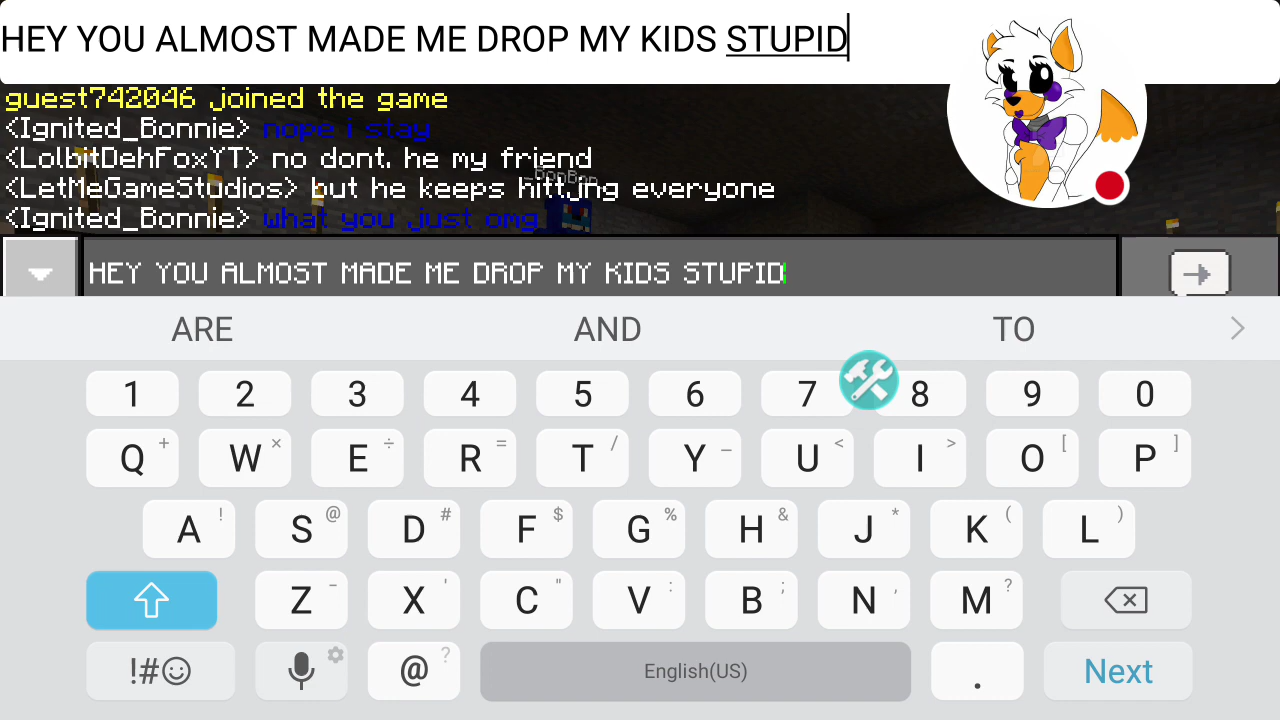 HEY YOU ALMOST MADE ME DROP MY KIDS STUPID
guest742046 joined the game
<Ignited_Bonnie> nope i stay
<LolbitDehFoxYT> no dont. he my friend
_BonBon_
<LetMeGameStudios> but he keeps hitt.jng everyone
<Ignited_Bonnie> what you just omg
HEY YOU ALMOST MADE ME DROP MY KIDS STUPID
ARE AND TO
1 2 3 4 5 6 7 8 9 0
Q + W × E ÷ R = T / Y _ U < I > O [ P ]
A ! S @ D # F $ G % H & J * K ( L )
Z - X ' C " V : B ; N , M ?
!#☺ @ ? English(US) . Next